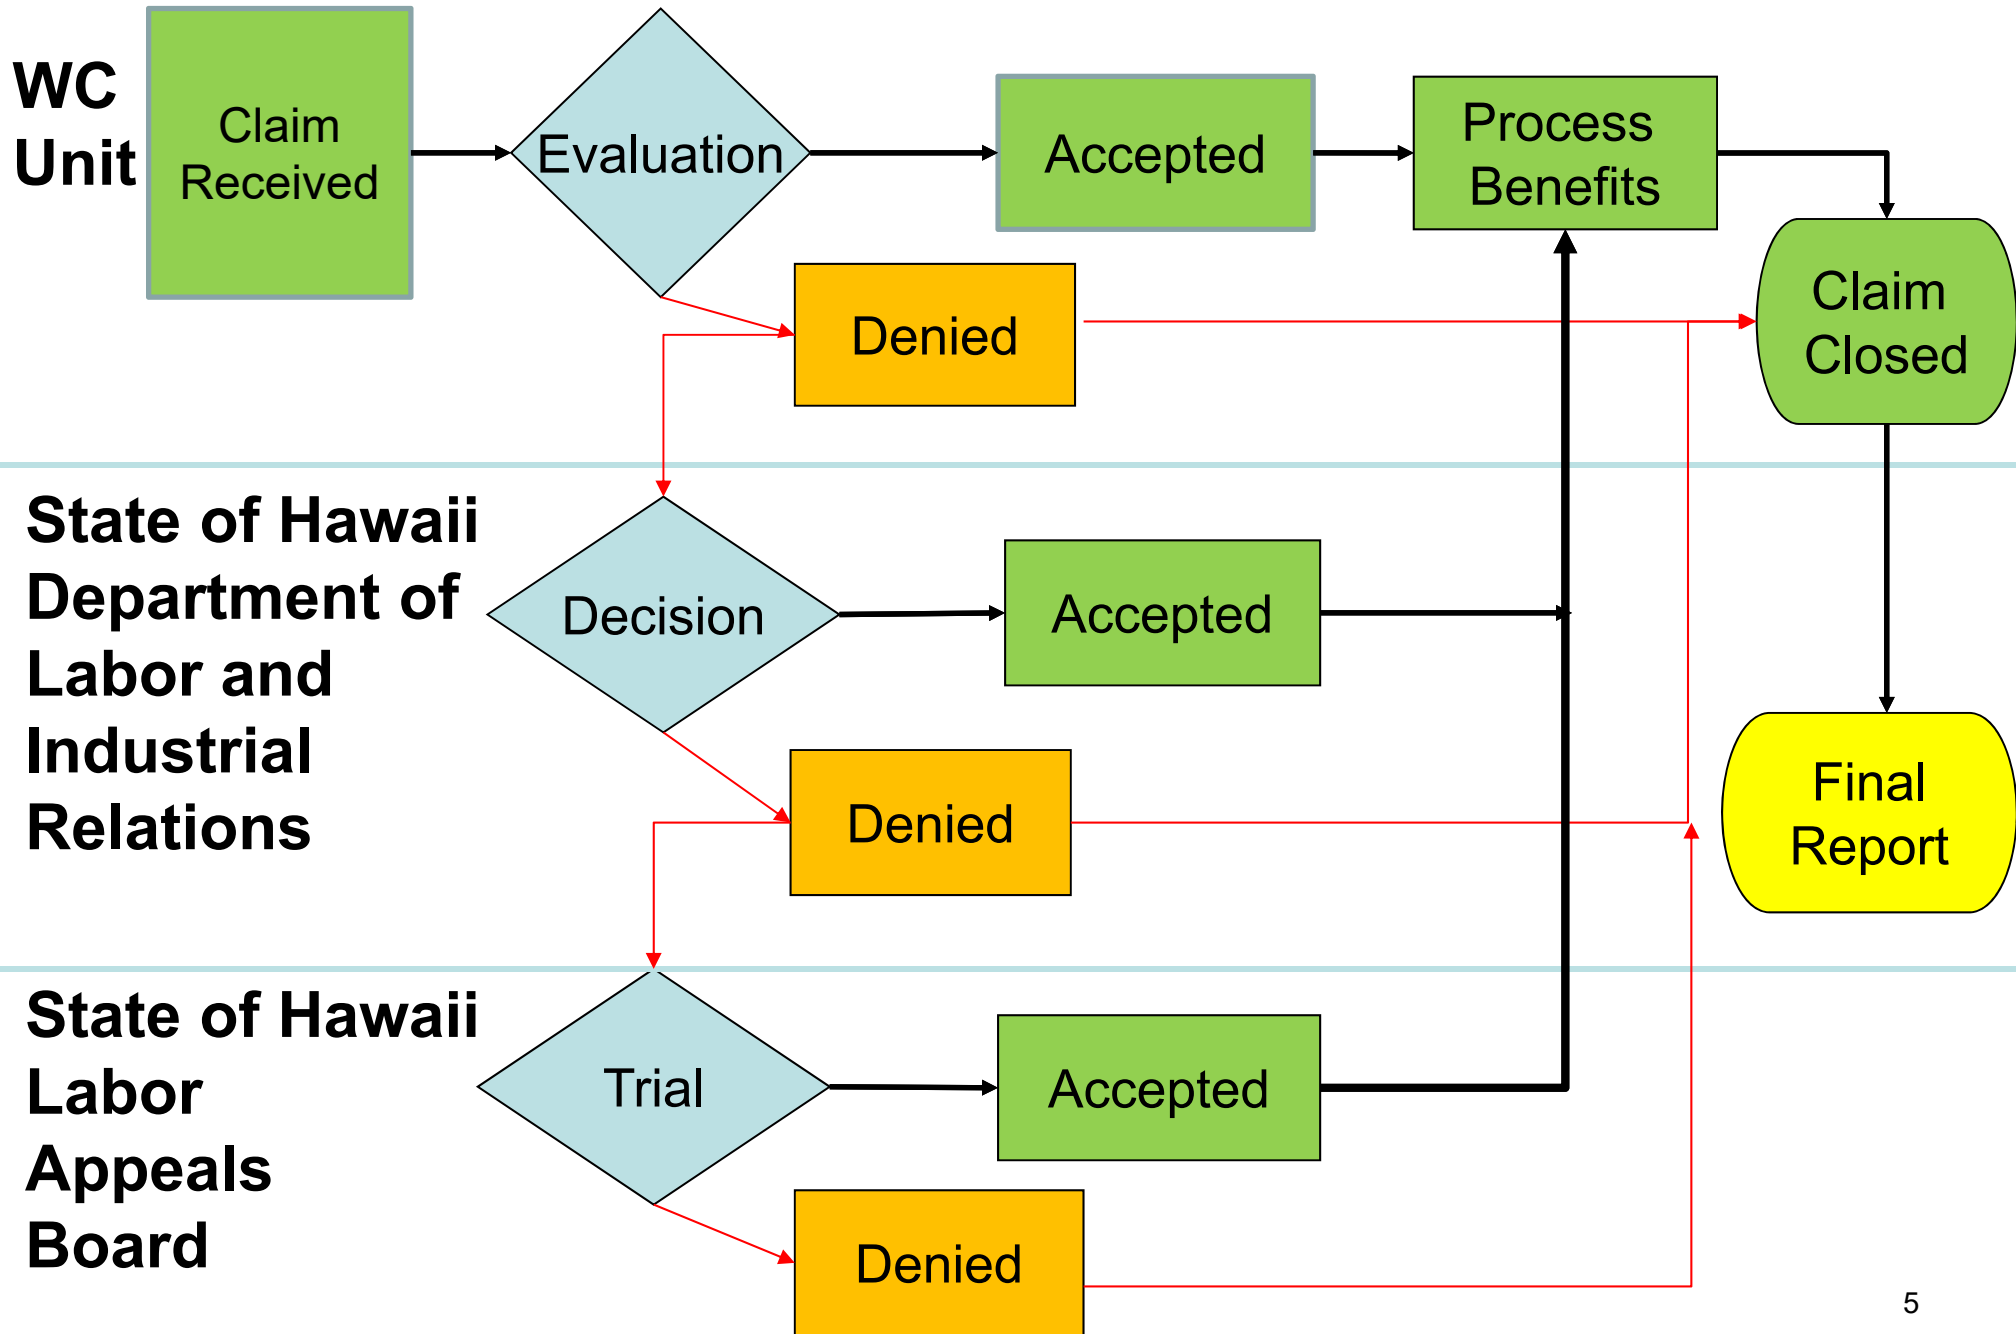 WC
Unit
Claim
Received
Evaluation
Accepted
Process
Benefits
Denied
Claim
Closed
State of Hawaii
Department of
Labor and
Industrial
Relations
Decision
Accepted
Denied
Final
Report
State of Hawaii
Labor
Appeals
Board
Trial
Accepted
Denied
5